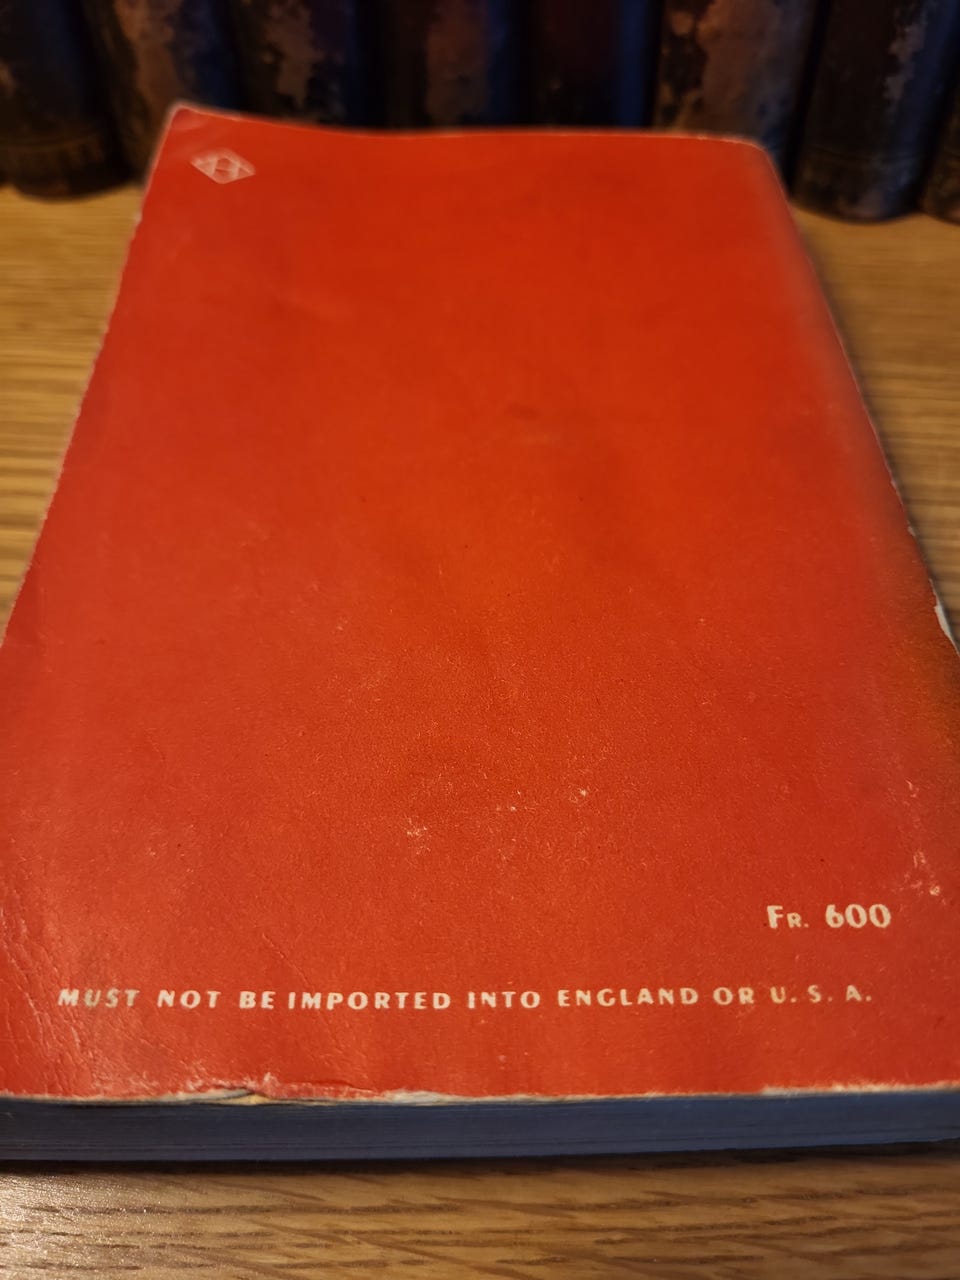 Fr. 600
MUST NOT BE IMPORTED INTO ENGLAND OR U. S. A.